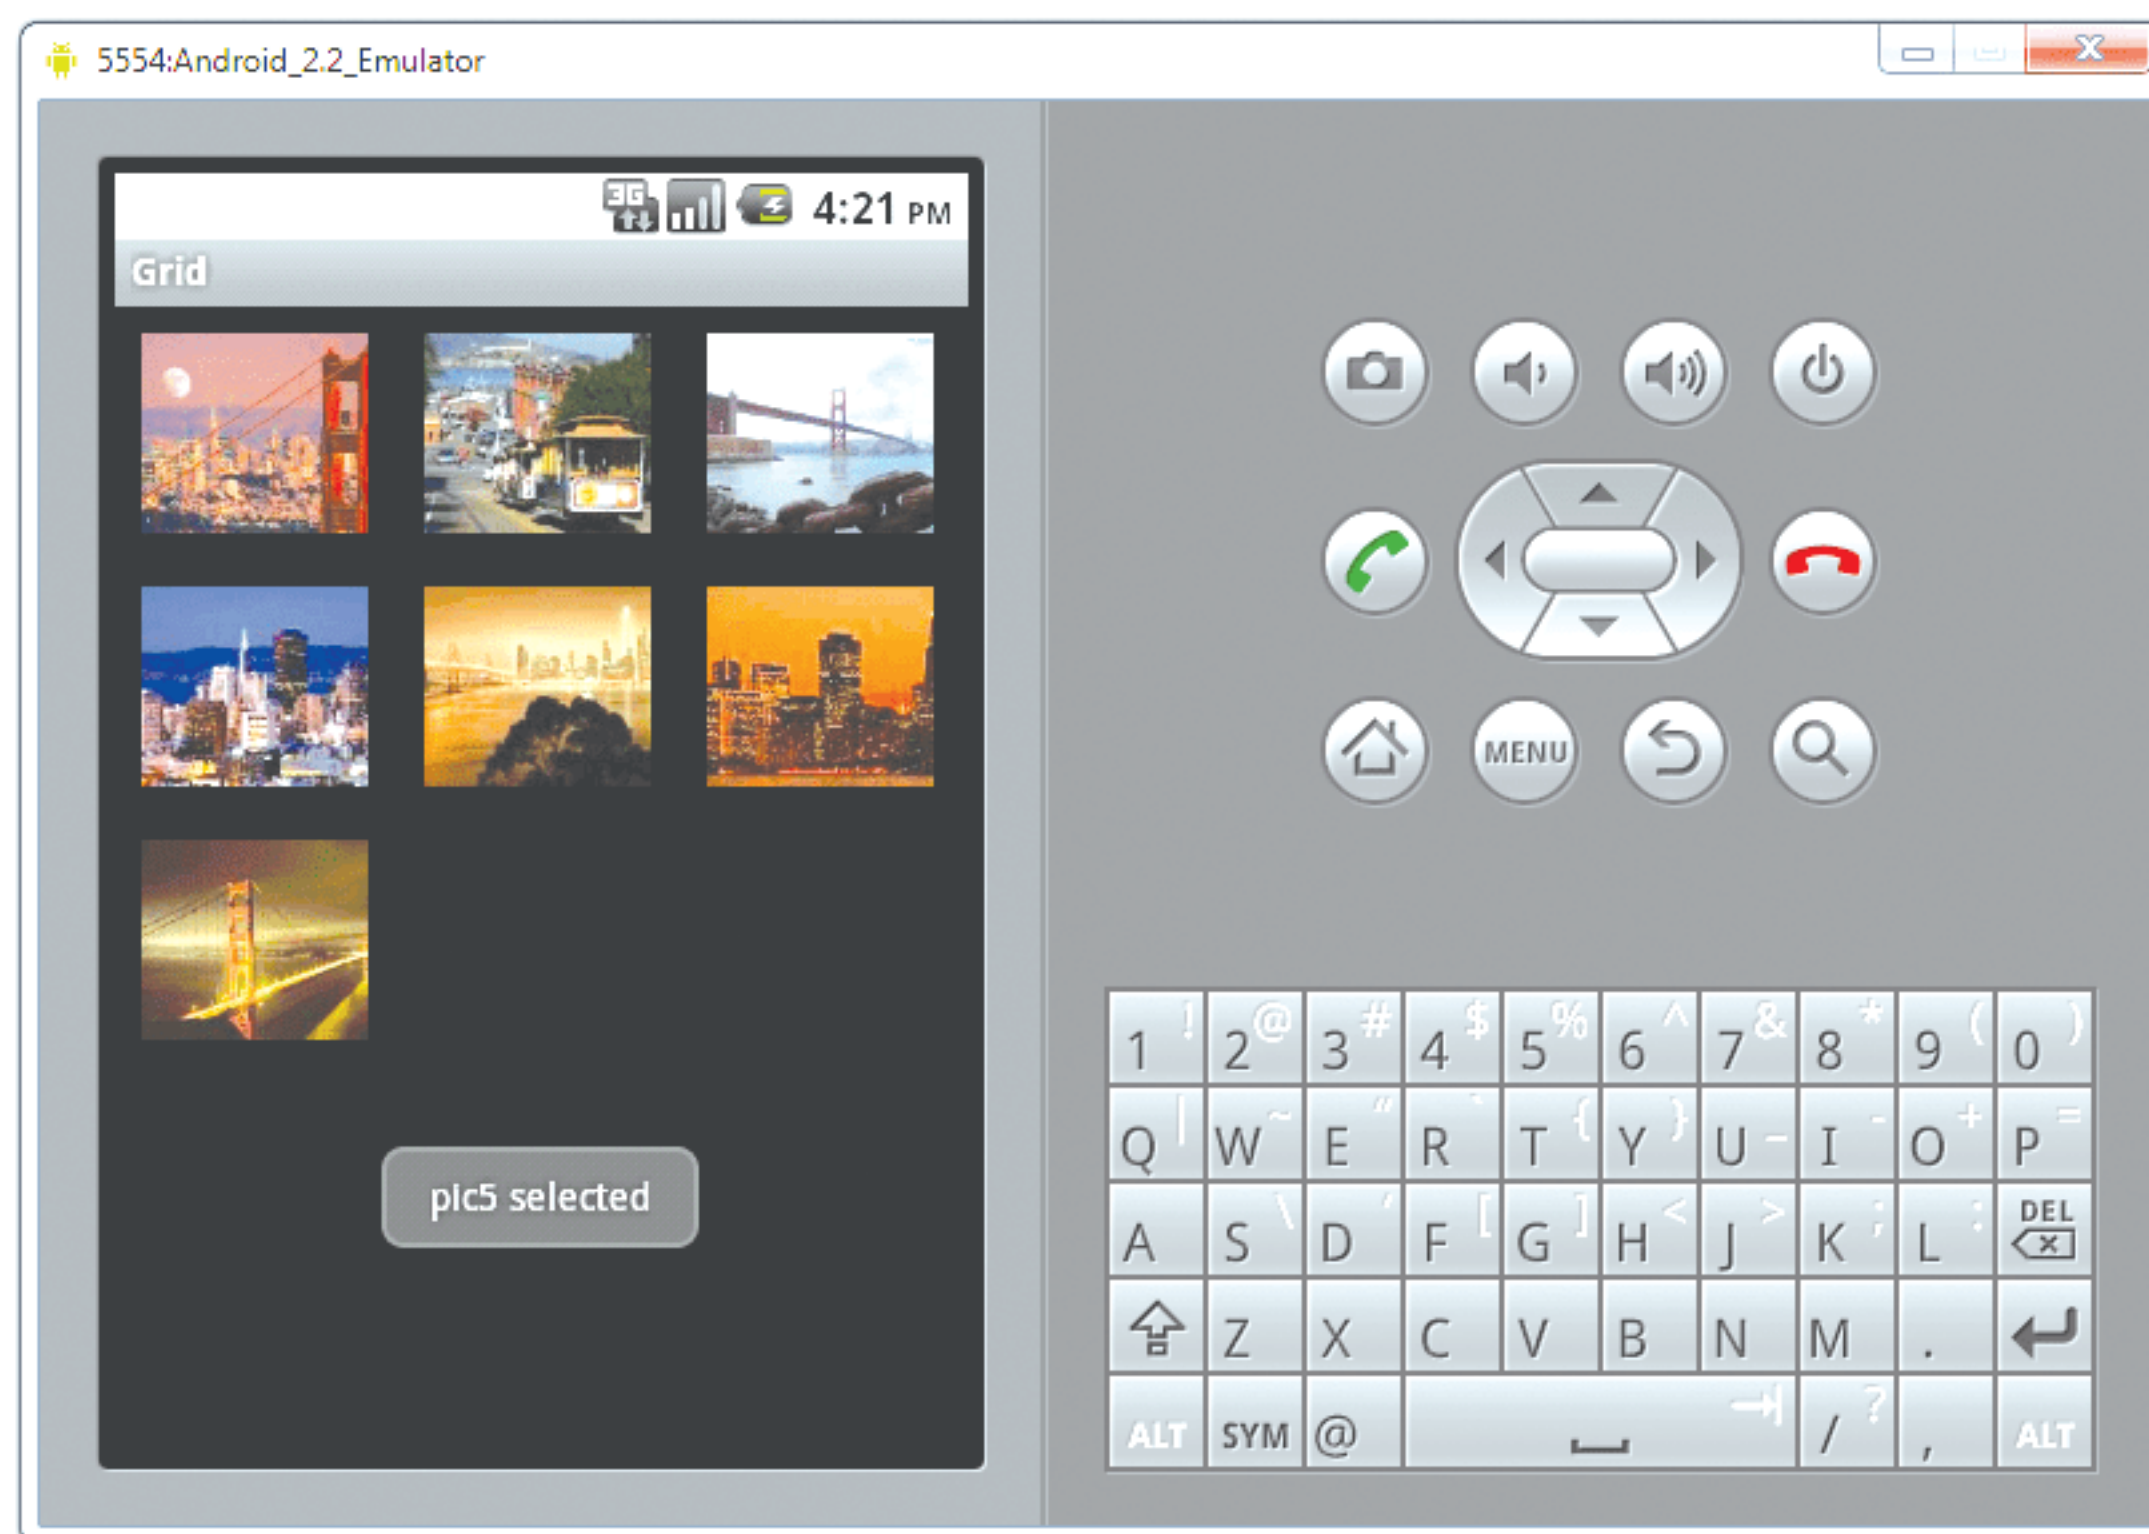 5554:Android_2.2_Emulator
3G 4:21 PM
Grid
pic5 selected
MENU
1 ! 2 @ 3 # 4 $ 5 % 6 ^ 7 & 8 * 9 ( 0 )
Q | W ~ E “ R ` T { Y } U _ I - O + P =
A S \ D ‘ F [ G ] H < J > K ; L : DEL
Z X C V B N M .
ALT SYM @ / ? , ALT